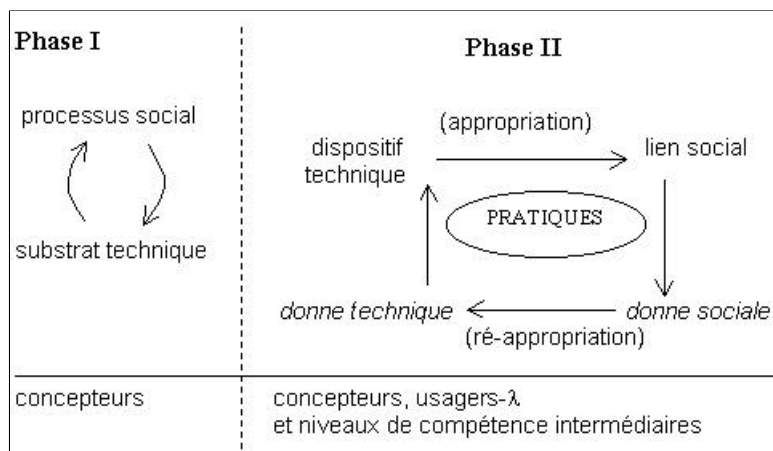 Phase I
processus social
substrat technique
concepteurs
Phase II
(appropriation)
dispositif
technique
lien social
PRATIQUES
donne technique
donne sociale
(ré-appropriation)
concepteurs, usagers-λ
et niveaux de compétence intermédiaires